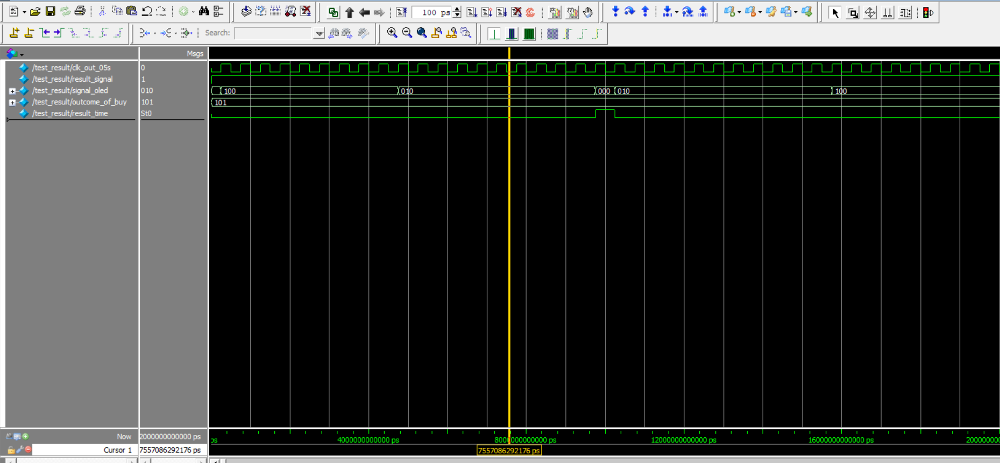 100 ps
Search:
Msgs
/test_result/clk_out_05s 0
/test_result/result_signal 1
/test_result/signal_oled 010 100 010 000 010 100
/test_result/outcome_of_buy 101 101
/test_result/result_time St0
Now 2000000000000 ps ps 4000000000000 ps 8000000000000 ps 12000000000000 ps 16000000000000 ps 200000000
Cursor 1 7557086292176 ps 7557086292176 ps